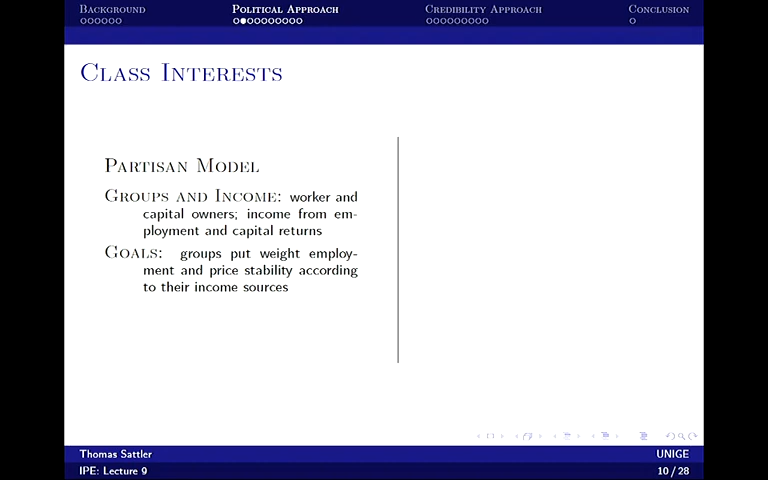 Background Political Approach Credibility Approach Conclusion
Class Interests
Partisan Model
Groups and Income: worker and
capital owners; income from em-
ployment and capital returns
Goals: groups put weight employ-
ment and price stability according
to their income sources
Thomas Sattler UNIGE
IPE: Lecture 9 10 / 28